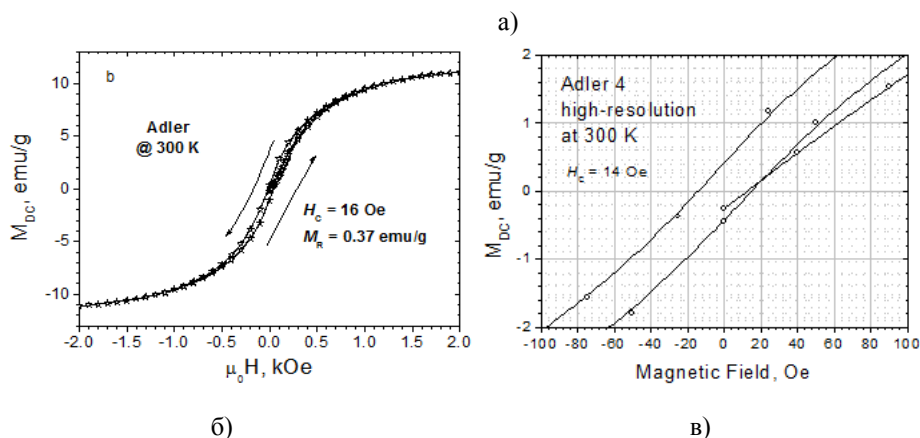 а)
b
Adler
@ 300 K
H_C = 16 Oe
M_R = 0.37 emu/g
M_DC, emu/g
10
5
0
-5
-10
-2.0 -1.5 -1.0 -0.5 0.0 0.5 1.0 1.5 2.0
μ₀H, kOe
Adler 4
high-resolution
at 300 K
H_C = 14 Oe
M_DC, emu/g
2
1
0
-1
-2
-100 -80 -60 -40 -20 0 20 40 60 80 100
Magnetic Field, Oe
б)
в)